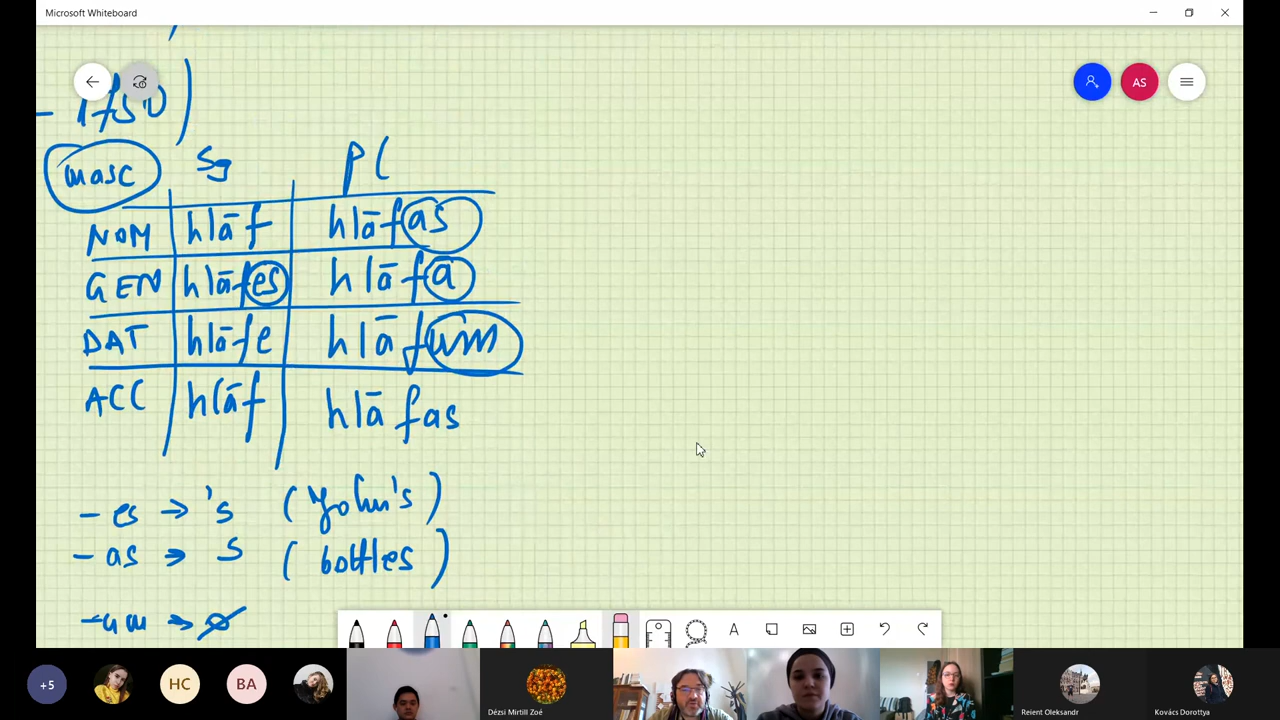 Microsoft Whiteboard
AS
masc Sg Pl
NOM hlāf hlāfas
GEN hlāfes hlāfa
DAT hlāfe hlāfum
ACC hlāf hlāfas
- es → 's (John's)
- as → s (bottles)
- um → ø
A
+5
HC
BA
Dézsi Mirtill Zoé
Reient Oleksandr
Kovács Dorottya